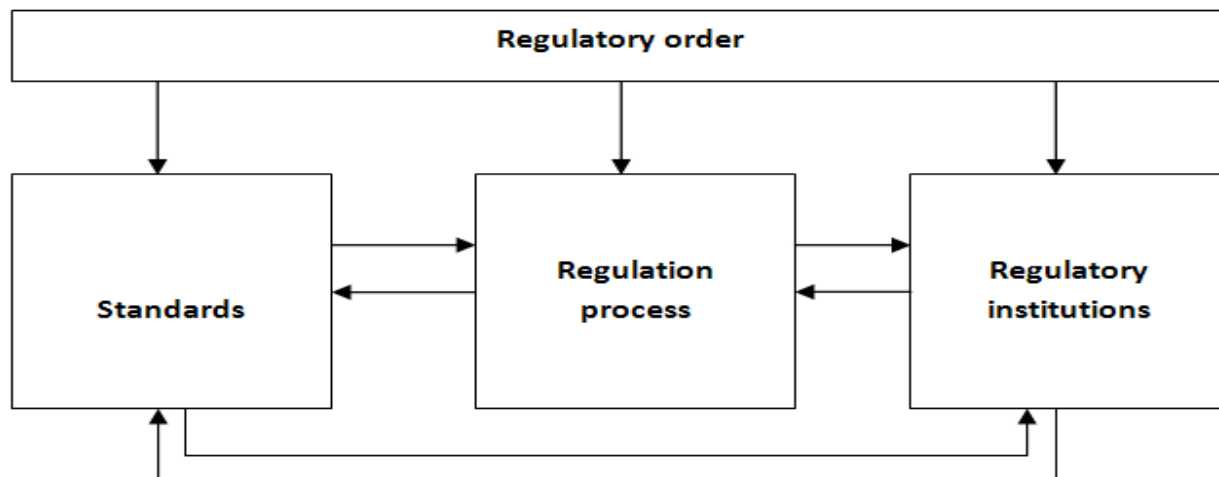 Regulatory order
Standards
Regulation
process
Regulatory
institutions